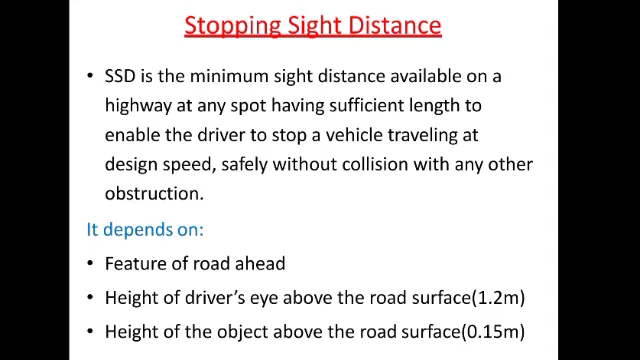 Stopping Sight Distance
• SSD is the minimum sight distance available on a
highway at any spot having sufficient length to
enable the driver to stop a vehicle traveling at
design speed, safely without collision with any other
obstruction.
It depends on:
• Feature of road ahead
• Height of driver’s eye above the road surface(1.2m)
• Height of the object above the road surface(0.15m)